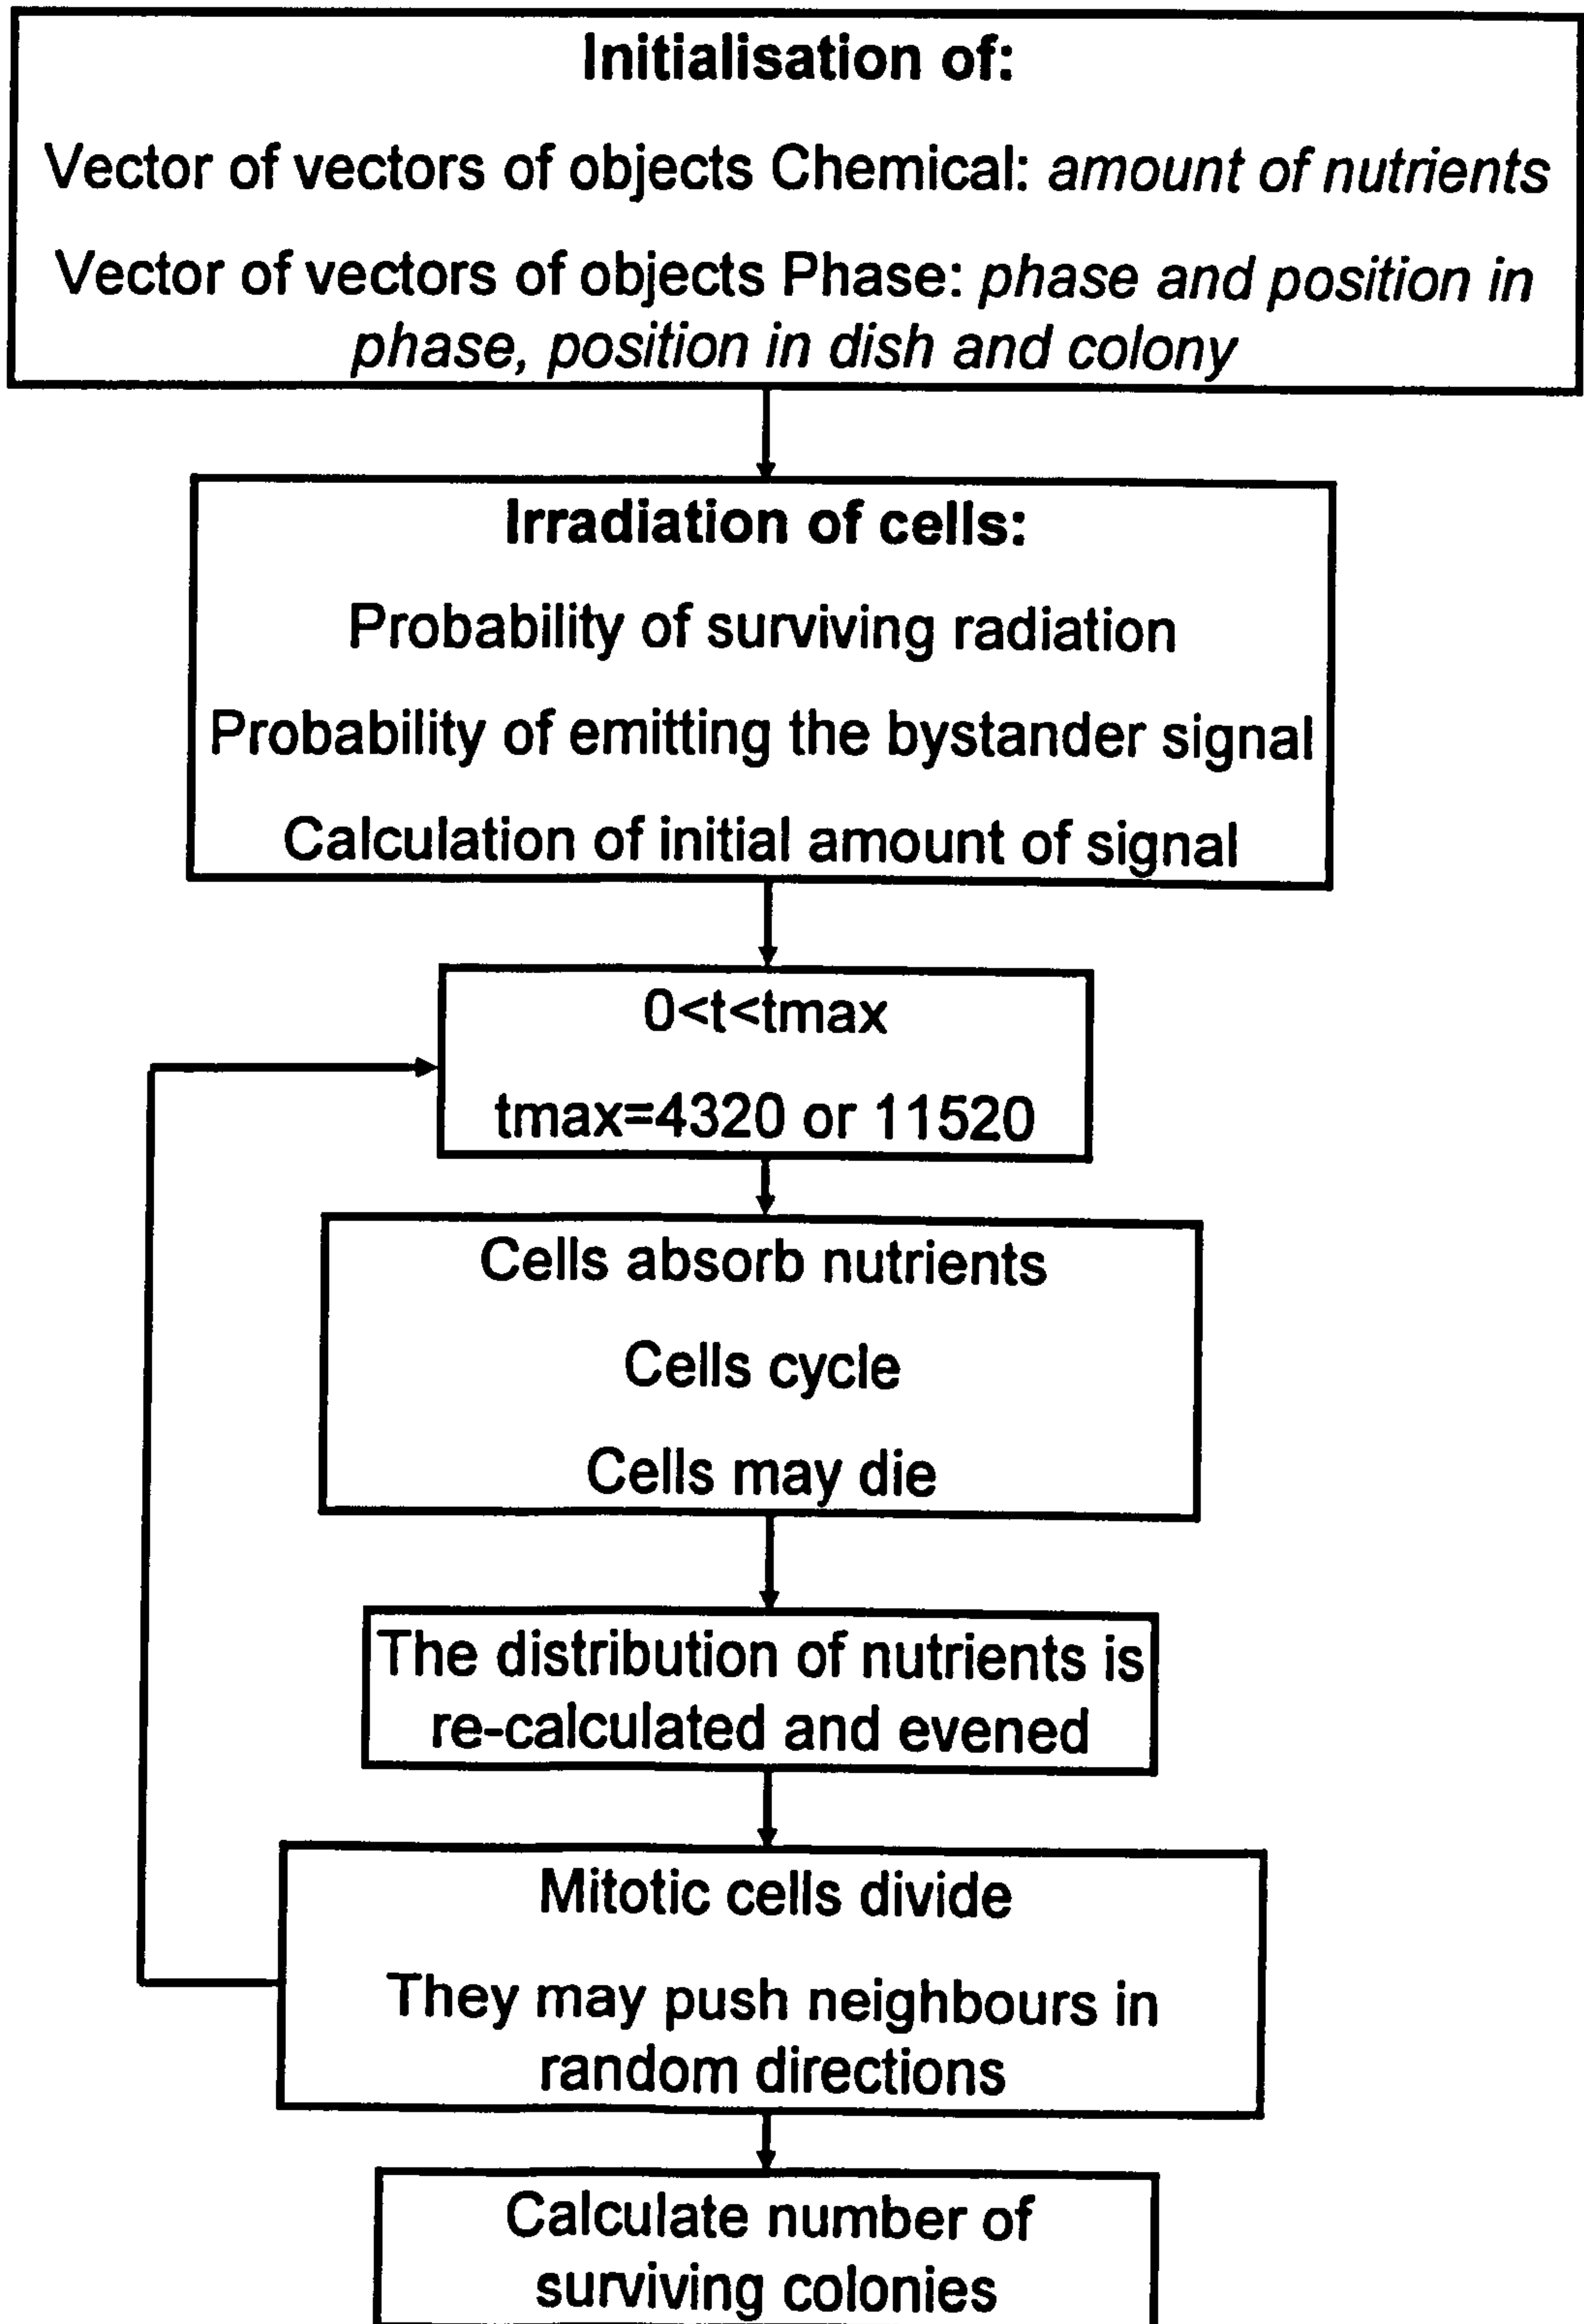 Initialisation of:
Vector of vectors of objects Chemical: amount of nutrients
Vector of vectors of objects Phase: phase and position in
phase, position in dish and colony
Irradiation of cells:
Probability of surviving radiation
Probability of emitting the bystander signal
Calculation of initial amount of signal
0<t<tmax
tmax=4320 or 11520
Cells absorb nutrients
Cells cycle
Cells may die
The distribution of nutrients is
re-calculated and evened
Mitotic cells divide
They may push neighbours in
random directions
Calculate number of
surviving colonies